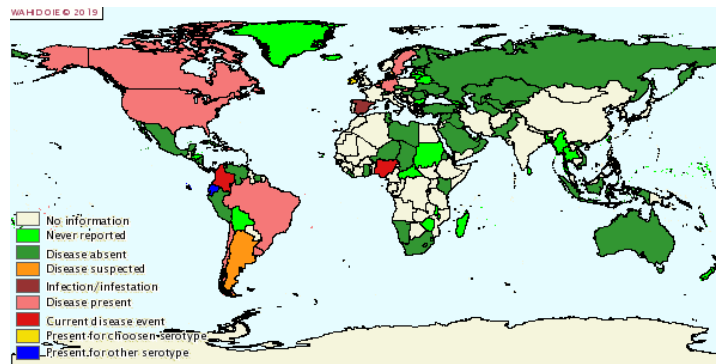 WAHID OIE © 2019
No information
Never reported
Disease absent
Disease suspected
Infection/infestation
Disease present
Current disease event
Present for choosen serotype
Present for other serotype